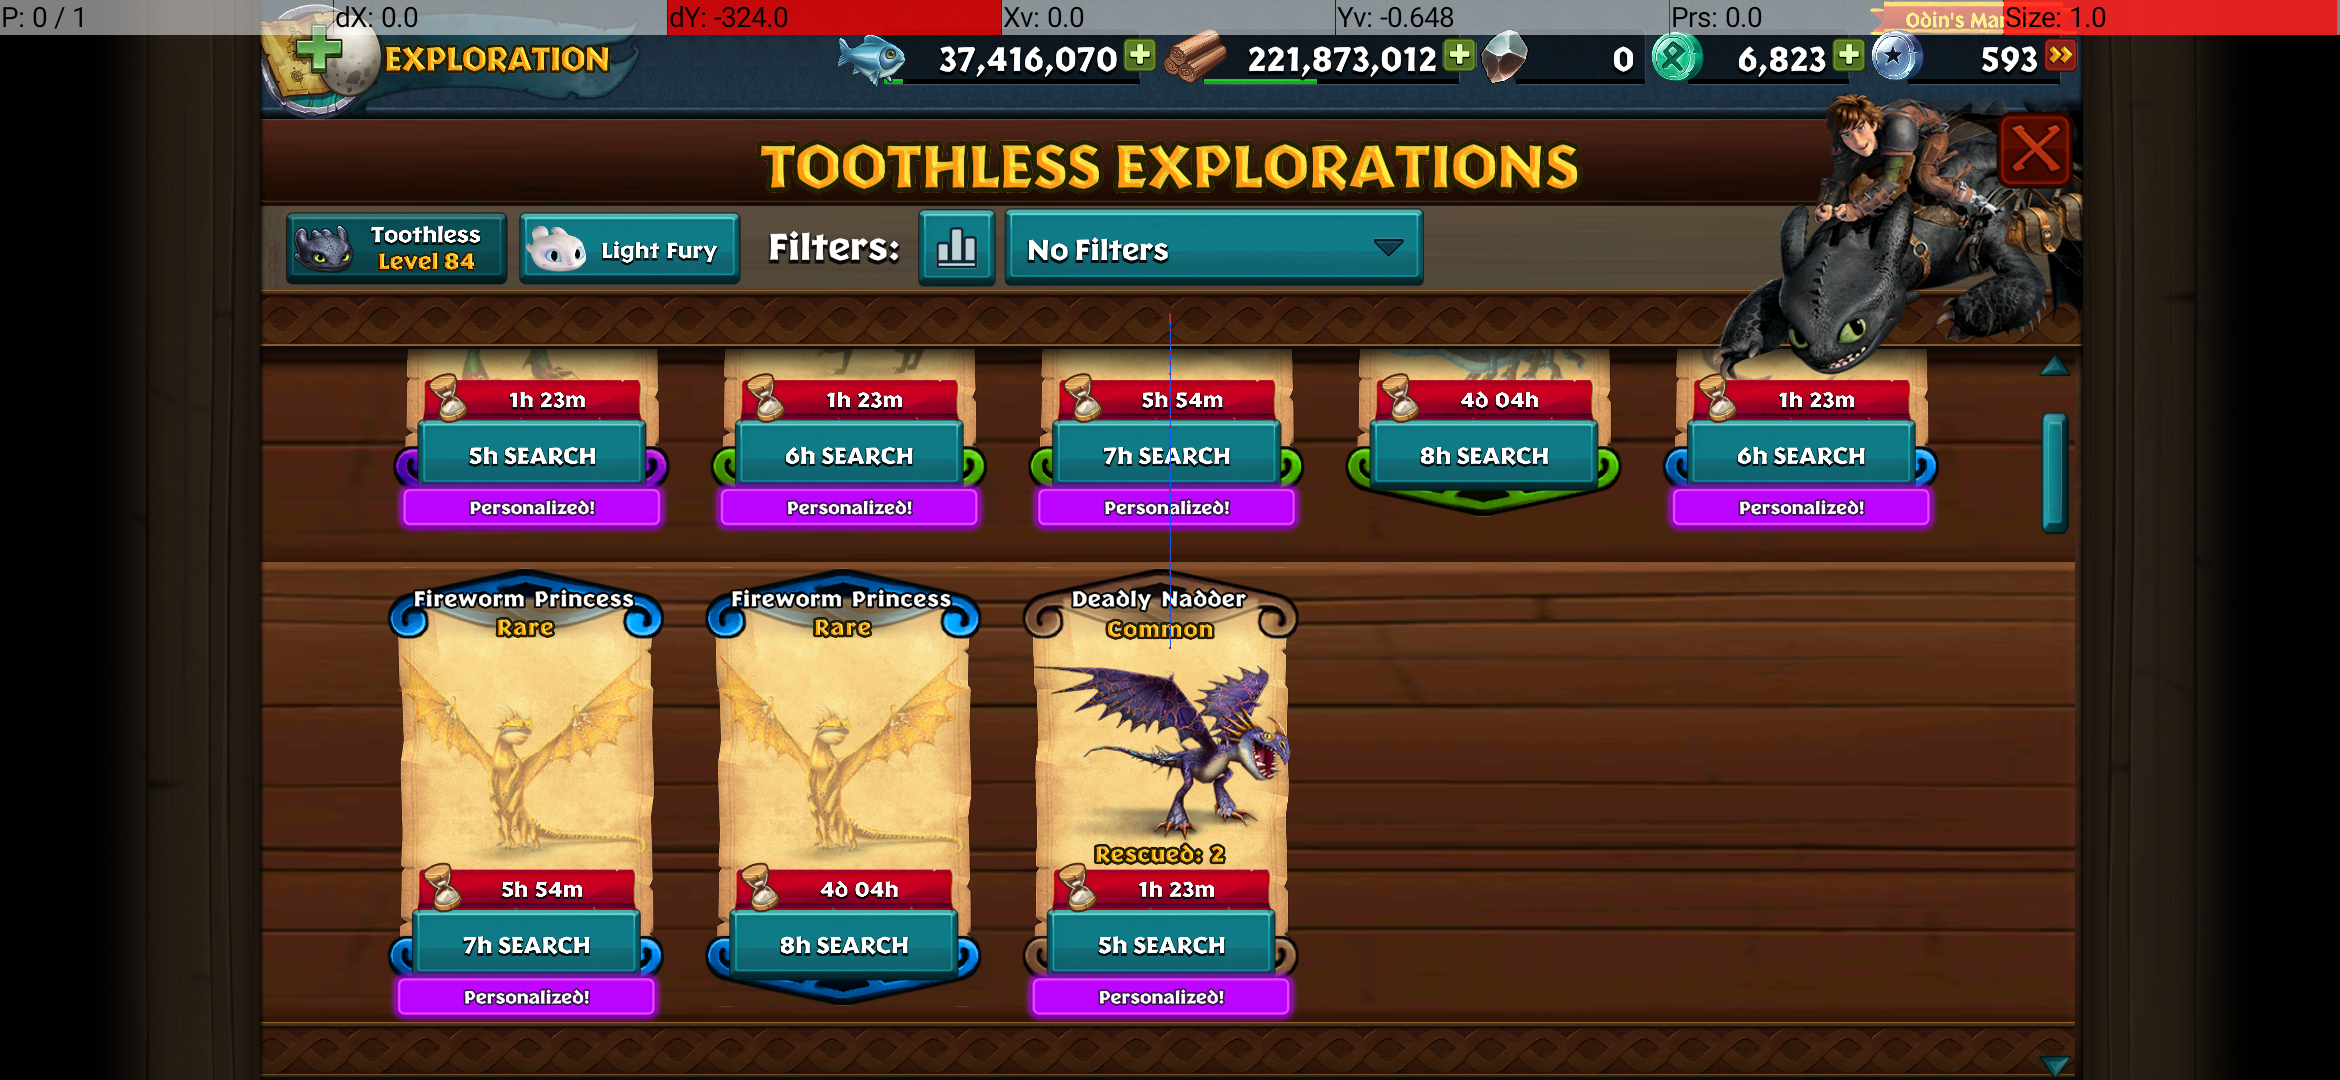 P: 0 / 1
dX: 0.0
dY: -324.0
Xv: 0.0
Yv: -0.648
Prs: 0.0
Size: 1.0
Odin's
EXPLORATION
37,416,070
221,873,012
0
6,823
593
TOOTHLESS EXPLORATIONS
Toothless
Level 84
Light Fury
Filters:
No Filters
1h 23m
5h SEARCH
Personalized!
1h 23m
6h SEARCH
Personalized!
5h 54m
7h SEARCH
Personalized!
4d 04h
8h SEARCH
1h 23m
6h SEARCH
Personalized!
Fireworm Princess
Rare
5h 54m
7h SEARCH
Personalized!
Fireworm Princess
Rare
4d 04h
8h SEARCH
Deadly Nadder
Common
Rescued: 2
1h 23m
5h SEARCH
Personalized!